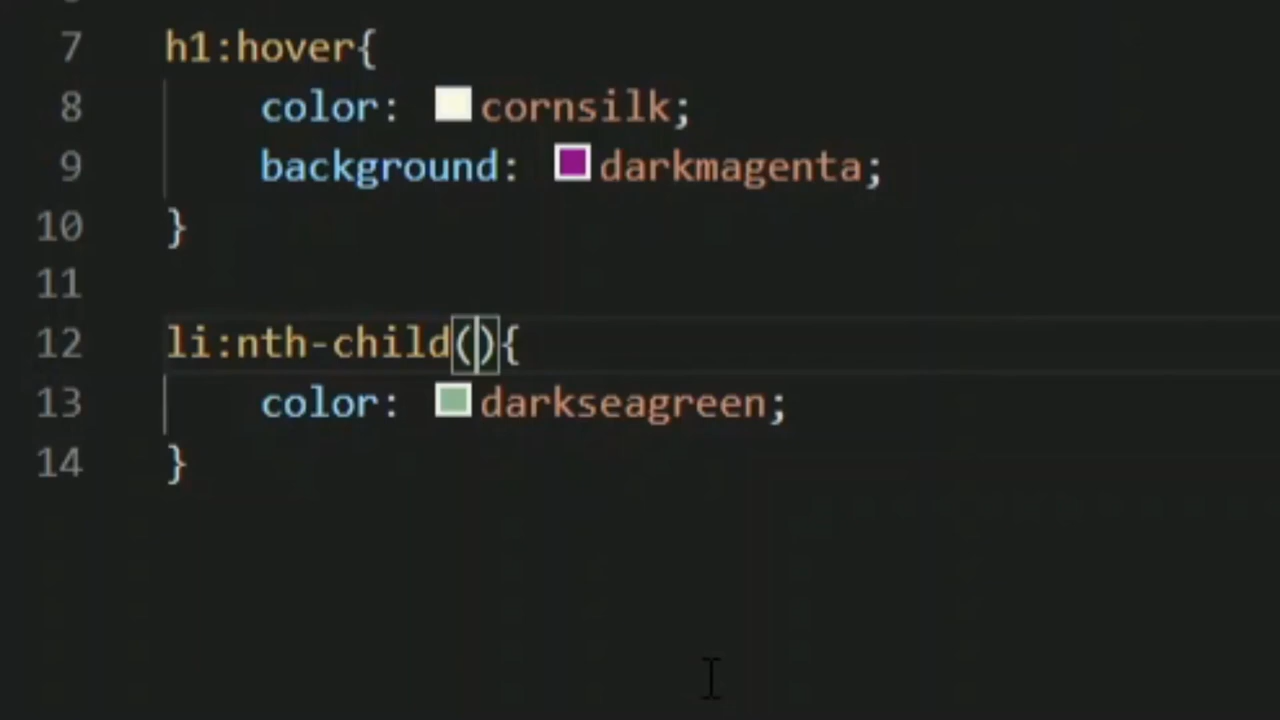 7 h1:hover{
8 color: cornsilk;
9 background: darkmagenta;
10 }
11
12 li:nth-child(){
13 color: darkseagreen;
14 }